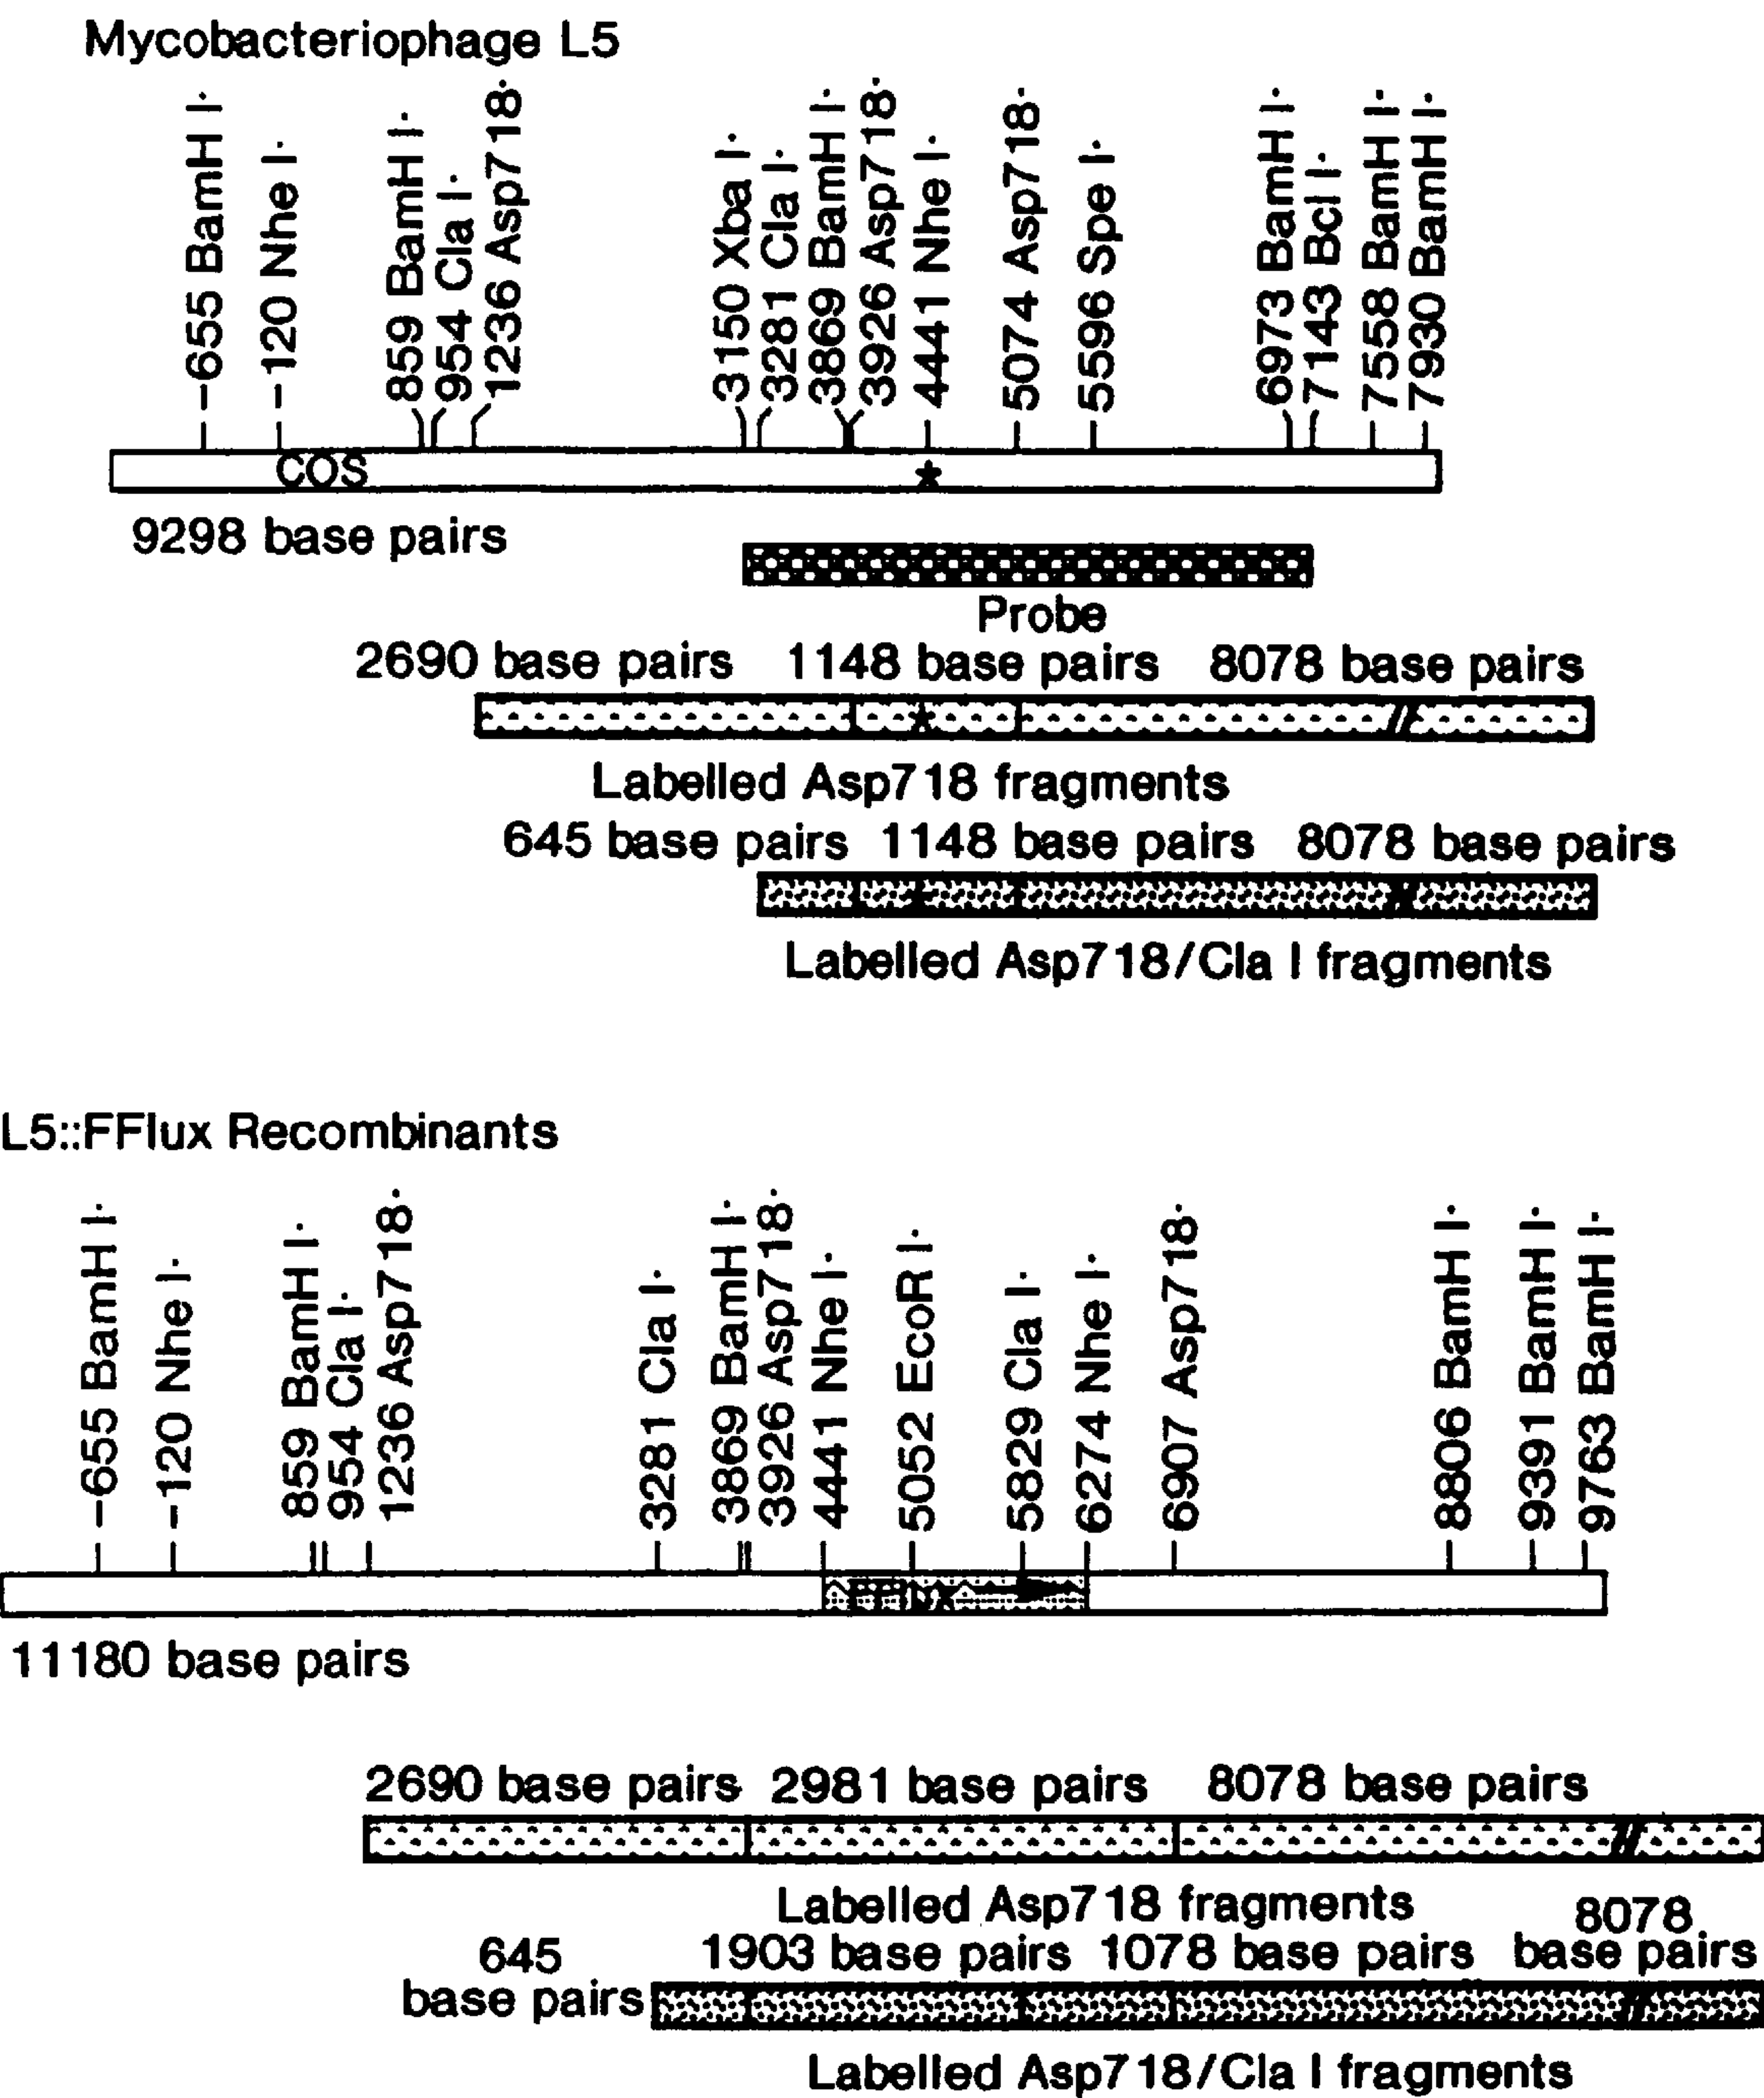 Mycobacteriophage L5
-655 BamH I·
-120 Nhe I·
859 BamH I·
954 Cla I·
1236 Asp718·
3150 Xba I·
3281 Cla I·
3869 BamH I·
3926 Asp718·
4441 Nhe I·
5074 Asp718·
5596 Spe I·
6973 BamH I·
7143 Bcl I·
7558 BamH I·
7930 BamH I·
COS
9298 base pairs
Probe
2690 base pairs 1148 base pairs 8078 base pairs
Labelled Asp718 fragments
645 base pairs 1148 base pairs 8078 base pairs
Labelled Asp718/Cla I fragments
L5::FFlux Recombinants
-655 BamH I·
-120 Nhe I·
859 BamH I·
954 Cla I·
1236 Asp718·
3281 Cla I·
3869 BamH I·
3926 Asp718·
4441 Nhe I·
5052 EcoR I·
5829 Cla I·
6274 Nhe I·
6907 Asp718·
8806 BamH I·
9391 BamH I·
9763 BamH I·
11180 base pairs
2690 base pairs 2981 base pairs 8078 base pairs
Labelled Asp718 fragments
645 base pairs
1903 base pairs 1078 base pairs
8078 base pairs
Labelled Asp718/Cla I fragments